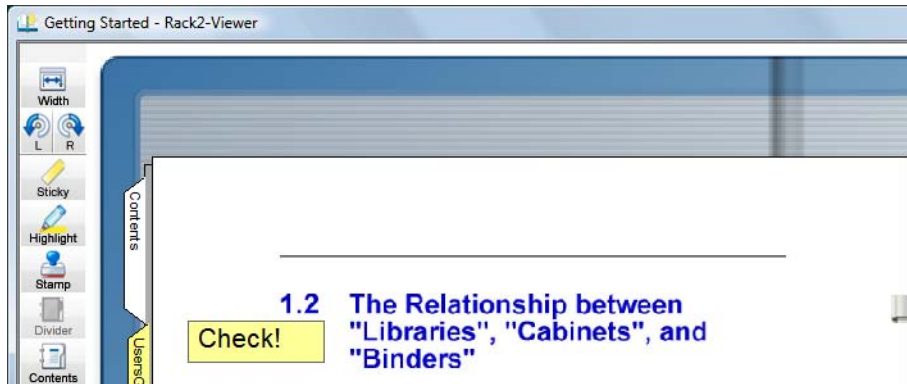 Getting Started - Rack2-Viewer
Width
L R
Sticky
Highlight
Stamp
Divider
Contents
Contents
1.2 The Relationship between
"Libraries", "Cabinets", and
"Binders"
Check!